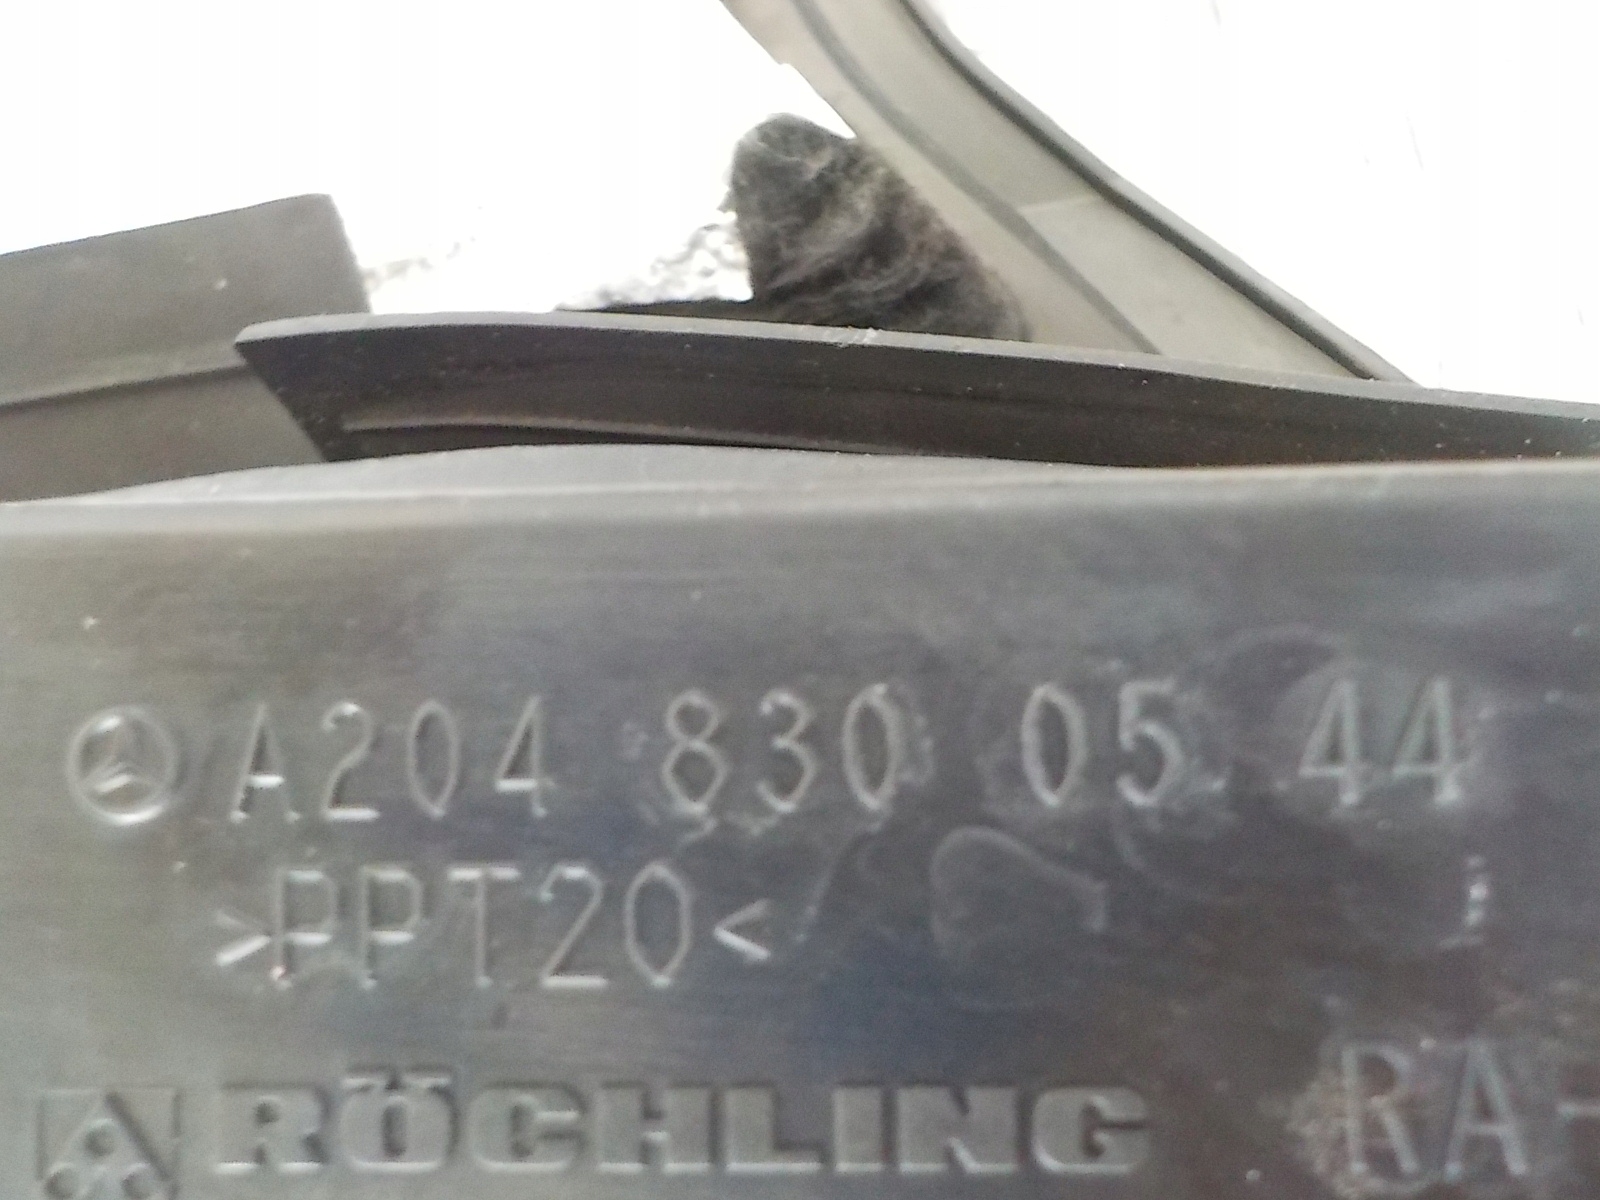 A204 830 05 44
>PPT20<
RÖCHLING RA-